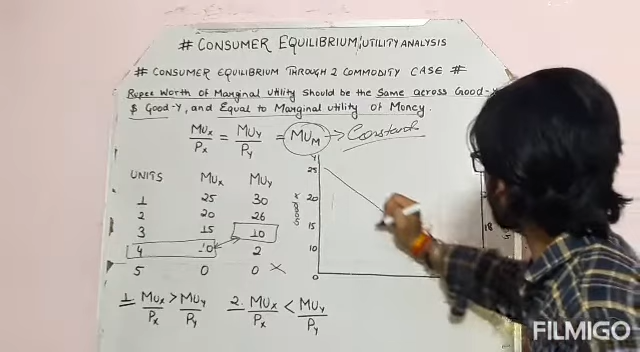 # CONSUMER EQUILIBRIUM, UTILITY ANALYSIS
# CONSUMER EQUILIBRIUM THROUGH 2 COMMODITY CASE #
Rupee Worth of Marginal Utility Should be the Same across Good-X
$ Good-Y, and Equal to Marginal Utility of Money.
MUx/Px = MUy/Py = MUM → Constant
UNITS MUx MUy
1 25 30
2 20 26
3 15 10
4 10 2
5 0 0 X
1. MUx/Px > MUy/Py 2. MUx/Px < MUy/Py
Y
25
20
15
10
0
GOOD X
18
FILMIGO